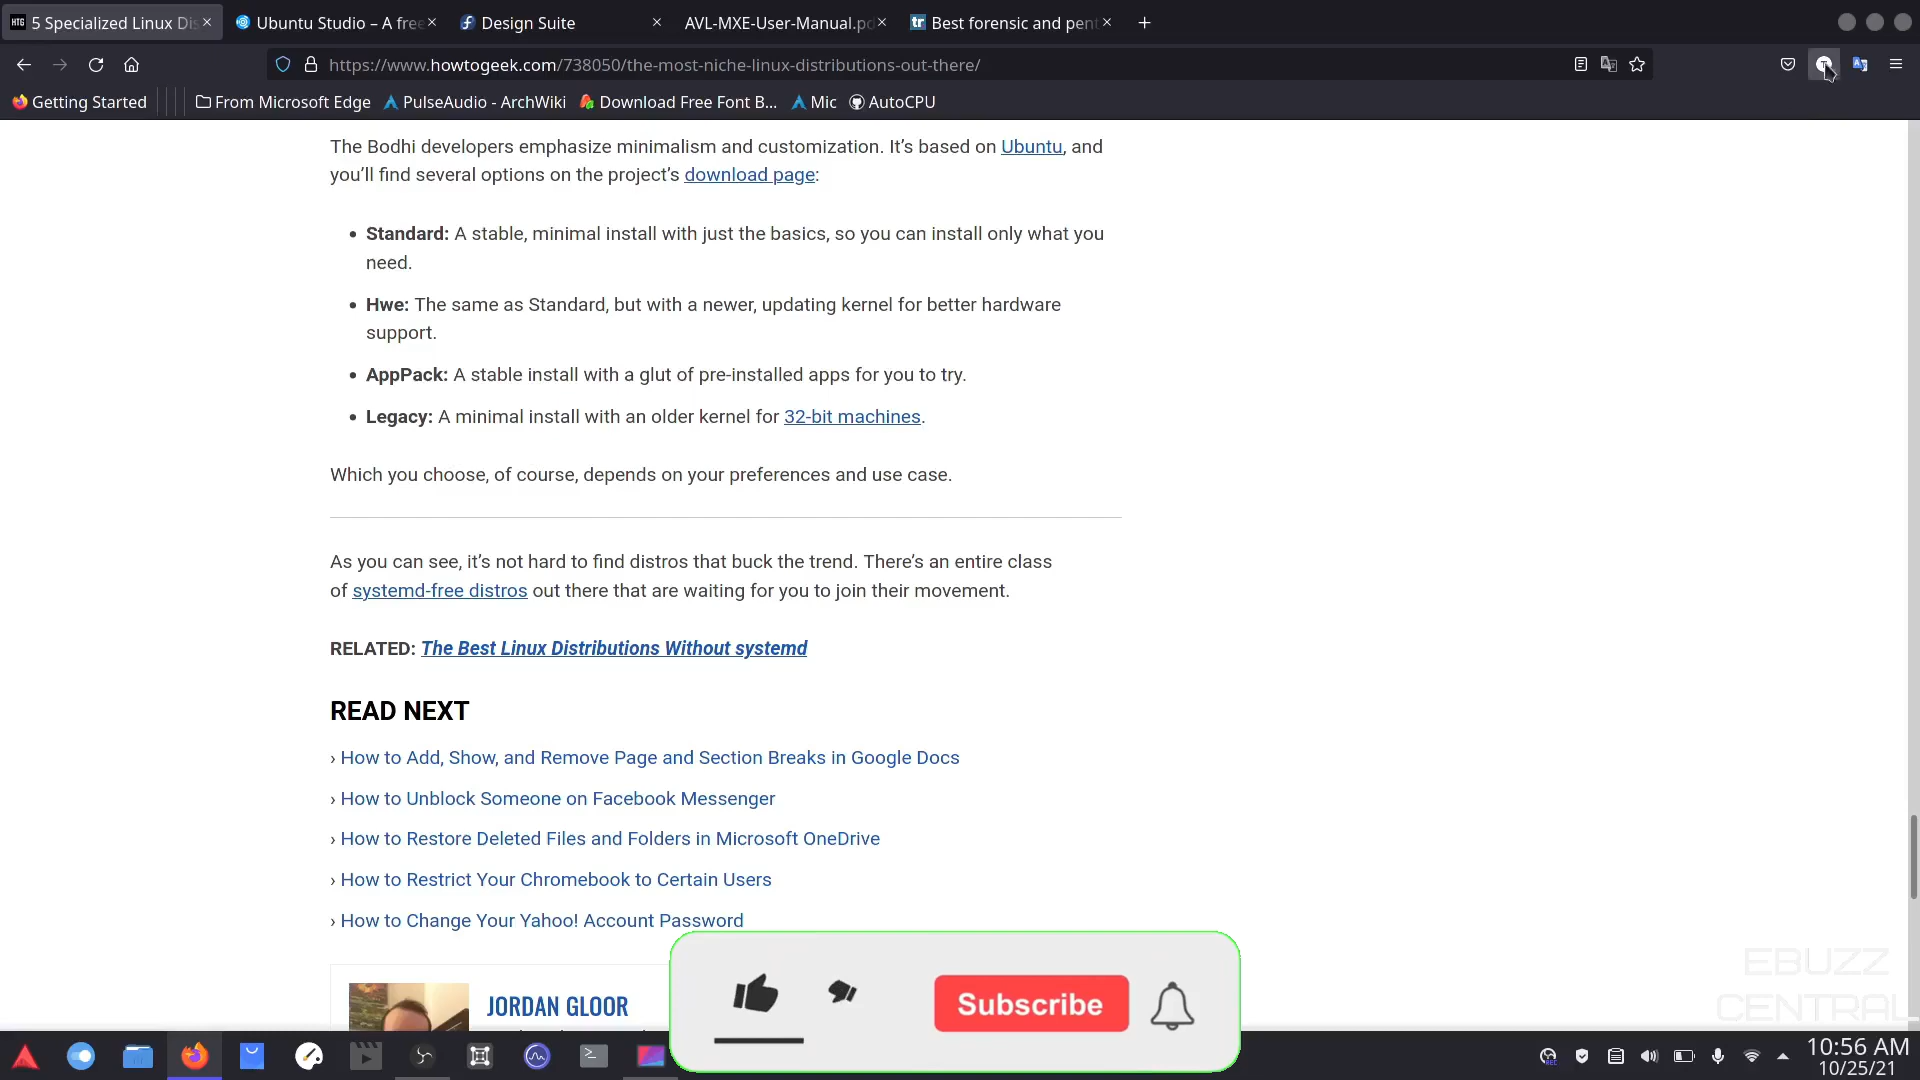 HTG 5 Specialized Linux Dis
Ubuntu Studio – A free
Design Suite
AVL-MXE-User-Manual.pd
tr Best forensic and pent
https://www.howtogeek.com/738050/the-most-niche-linux-distributions-out-there/
Getting Started
From Microsoft Edge
PulseAudio - ArchWiki
Download Free Font B...
Mic
AutoCPU
The Bodhi developers emphasize minimalism and customization. It’s based on Ubuntu, and
you’ll find several options on the project’s download page:
• Standard: A stable, minimal install with just the basics, so you can install only what you
need.
• Hwe: The same as Standard, but with a newer, updating kernel for better hardware
support.
• AppPack: A stable install with a glut of pre-installed apps for you to try.
• Legacy: A minimal install with an older kernel for 32-bit machines.
Which you choose, of course, depends on your preferences and use case.
As you can see, it’s not hard to find distros that buck the trend. There’s an entire class
of systemd-free distros out there that are waiting for you to join their movement.
RELATED: The Best Linux Distributions Without systemd
READ NEXT
› How to Add, Show, and Remove Page and Section Breaks in Google Docs
› How to Unblock Someone on Facebook Messenger
› How to Restore Deleted Files and Folders in Microsoft OneDrive
› How to Restrict Your Chromebook to Certain Users
› How to Change Your Yahoo! Account Password
JORDAN GLOOR
Subscribe
EBUZZ
CENTRAL
10:56 AM
10/25/21